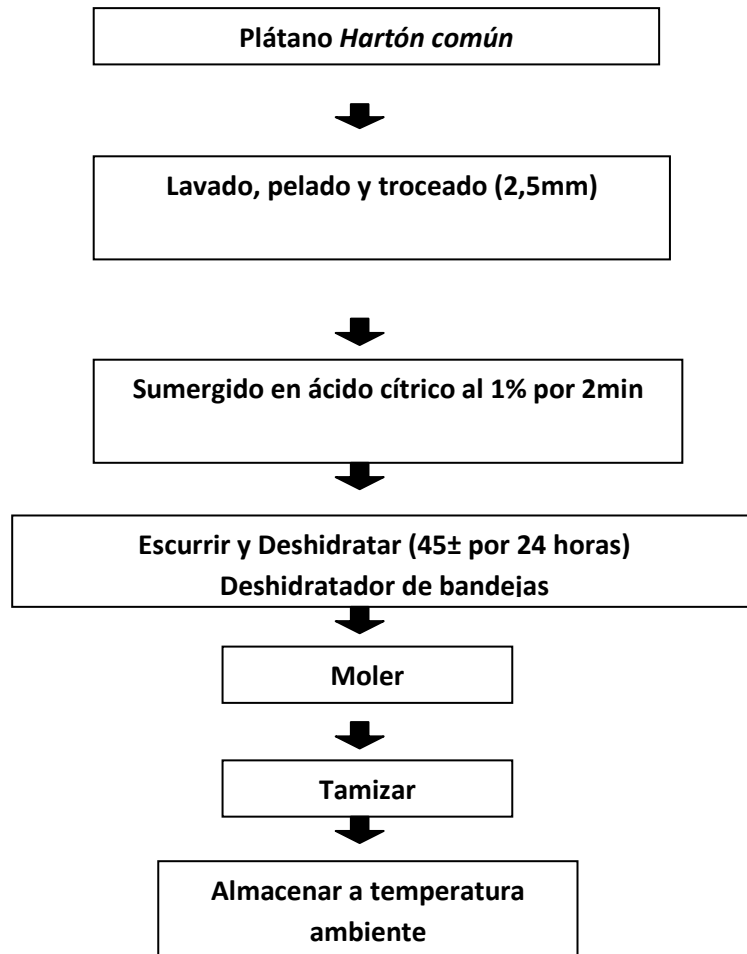 Plátano Hartón común
Lavado, pelado y troceado (2,5mm)
Sumergido en ácido cítrico al 1% por 2min
Escurrir y Deshidratar (45± por 24 horas)
Deshidratador de bandejas
Moler
Tamizar
Almacenar a temperatura
ambiente